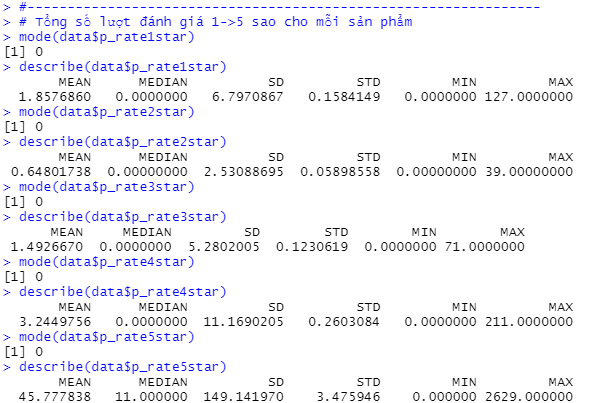 > #----------------------------------------------------------------
> # Tổng số lượt đánh giá 1->5 sao cho mỗi sản phẩm
> mode(data$p_rate1star)
[1] 0
> describe(data$p_rate1star)
MEAN MEDIAN SD STD MIN MAX
1.8576860 0.0000000 6.7970867 0.1584149 0.0000000 127.0000000
> mode(data$p_rate2star)
[1] 0
> describe(data$p_rate2star)
MEAN MEDIAN SD STD MIN MAX
0.64801738 0.00000000 2.53088695 0.05898558 0.00000000 39.00000000
> mode(data$p_rate3star)
[1] 0
> describe(data$p_rate3star)
MEAN MEDIAN SD STD MIN MAX
1.4926670 0.0000000 5.2802005 0.1230619 0.0000000 71.0000000
> mode(data$p_rate4star)
[1] 0
> describe(data$p_rate4star)
MEAN MEDIAN SD STD MIN MAX
3.2449756 0.0000000 11.1690205 0.2603084 0.0000000 211.0000000
> mode(data$p_rate5star)
[1] 0
> describe(data$p_rate5star)
MEAN MEDIAN SD STD MIN MAX
45.777838 11.000000 149.141970 3.475946 0.000000 2629.000000